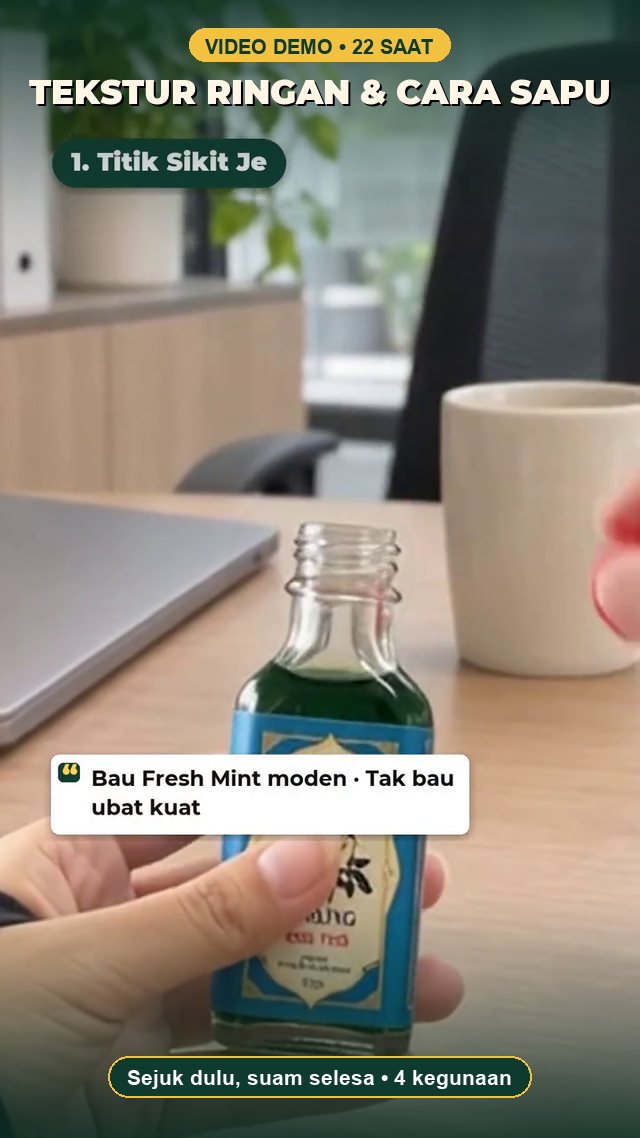 VIDEO DEMO • 22 SAAT
TEKSTUR RINGAN & CARA SAPU
1. Titik Sikit Je
Bau Fresh Mint moden · Tak bau
ubat kuat
Sejuk dulu, suam selesa • 4 kegunaan